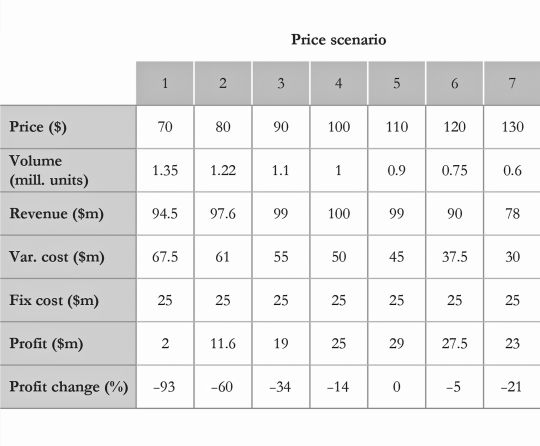 Price scenario
1 2 3 4 5 6 7
Price ($) 70 80 90 100 110 120 130
Volume
(mill. units) 1.35 1.22 1.1 1 0.9 0.75 0.6
Revenue ($m) 94.5 97.6 99 100 99 90 78
Var. cost ($m) 67.5 61 55 50 45 37.5 30
Fix cost ($m) 25 25 25 25 25 25 25
Profit ($m) 2 11.6 19 25 29 27.5 23
Profit change (%) –93 –60 –34 –14 0 –5 –21